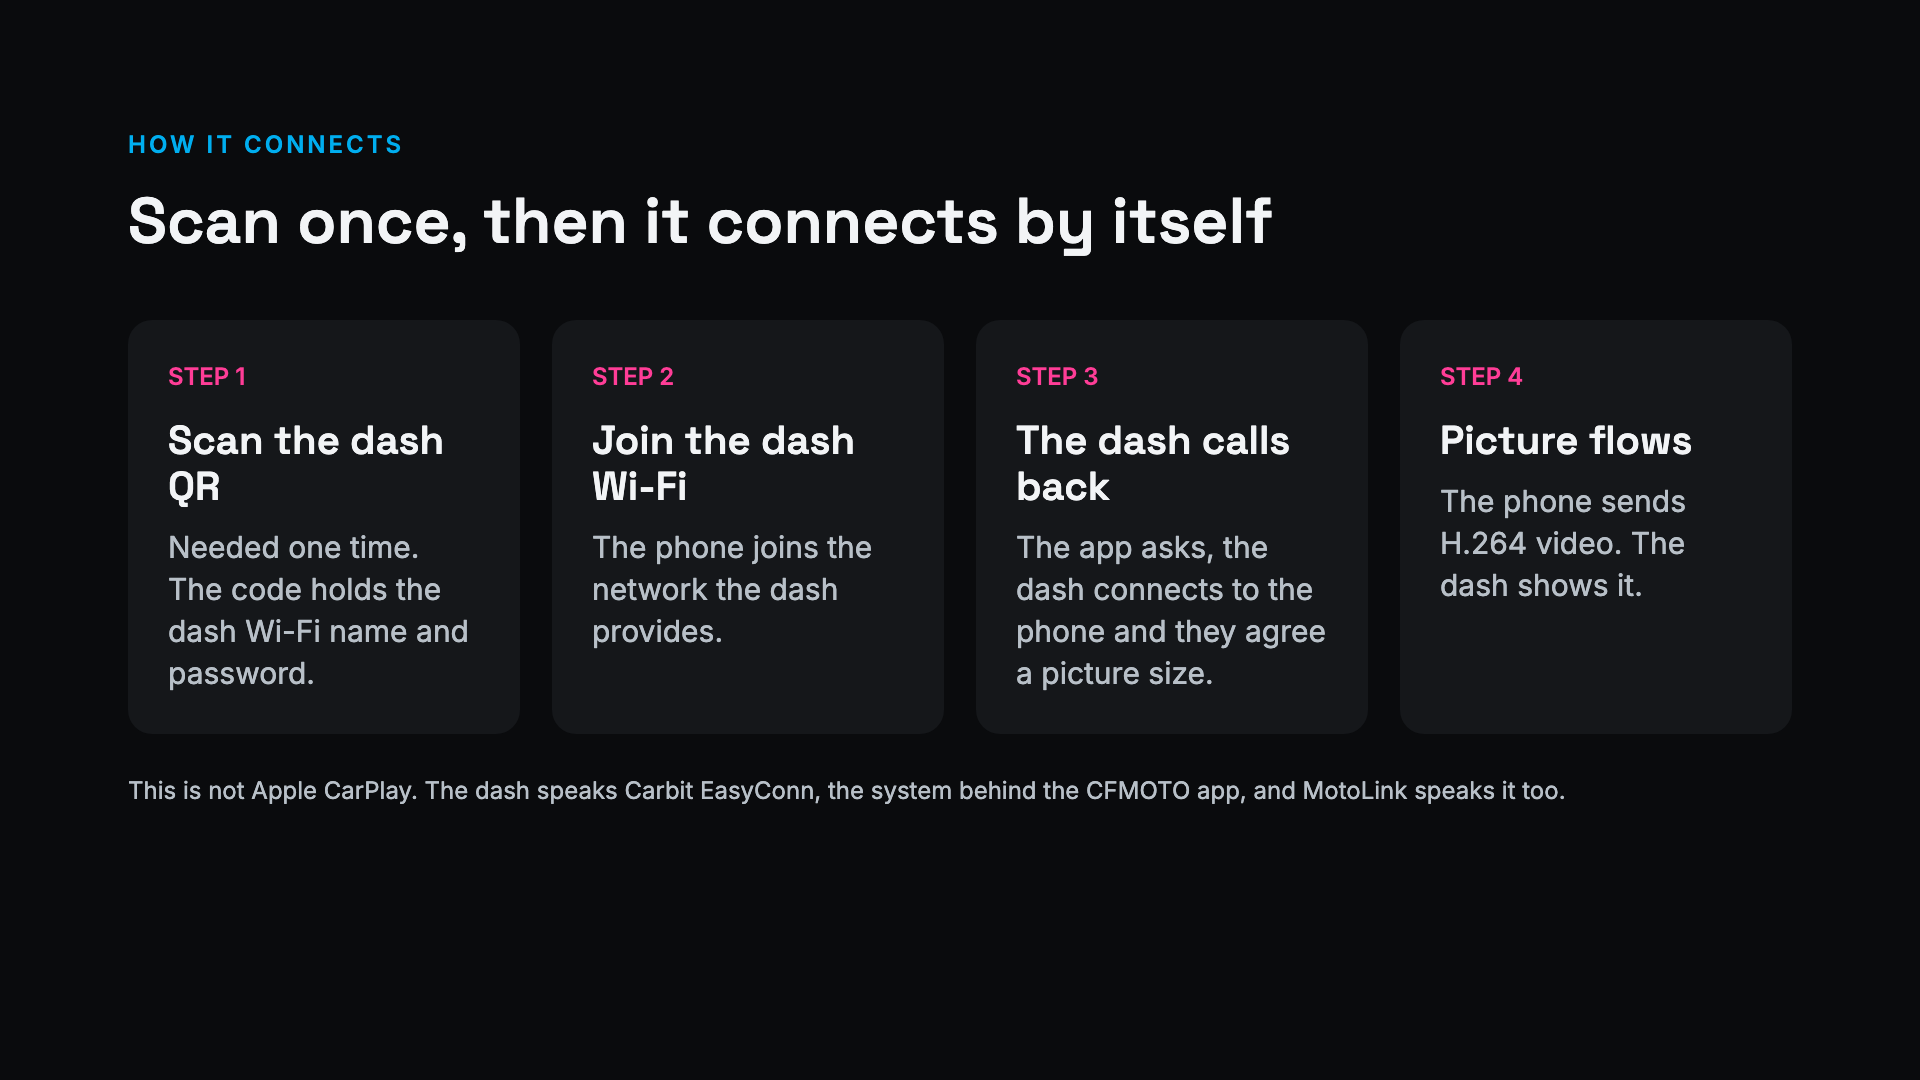 HOW IT CONNECTS
Scan once, then it connects by itself
STEP 1
Scan the dash
QR
Needed one time.
The code holds the
dash Wi-Fi name and
password.
STEP 2
Join the dash
Wi-Fi
The phone joins the
network the dash
provides.
STEP 3
The dash calls
back
The app asks, the
dash connects to the
phone and they agree
a picture size.
STEP 4
Picture flows
The phone sends
H.264 video. The
dash shows it.
This is not Apple CarPlay. The dash speaks Carbit EasyConn, the system behind the CFMOTO app, and MotoLink speaks it too.